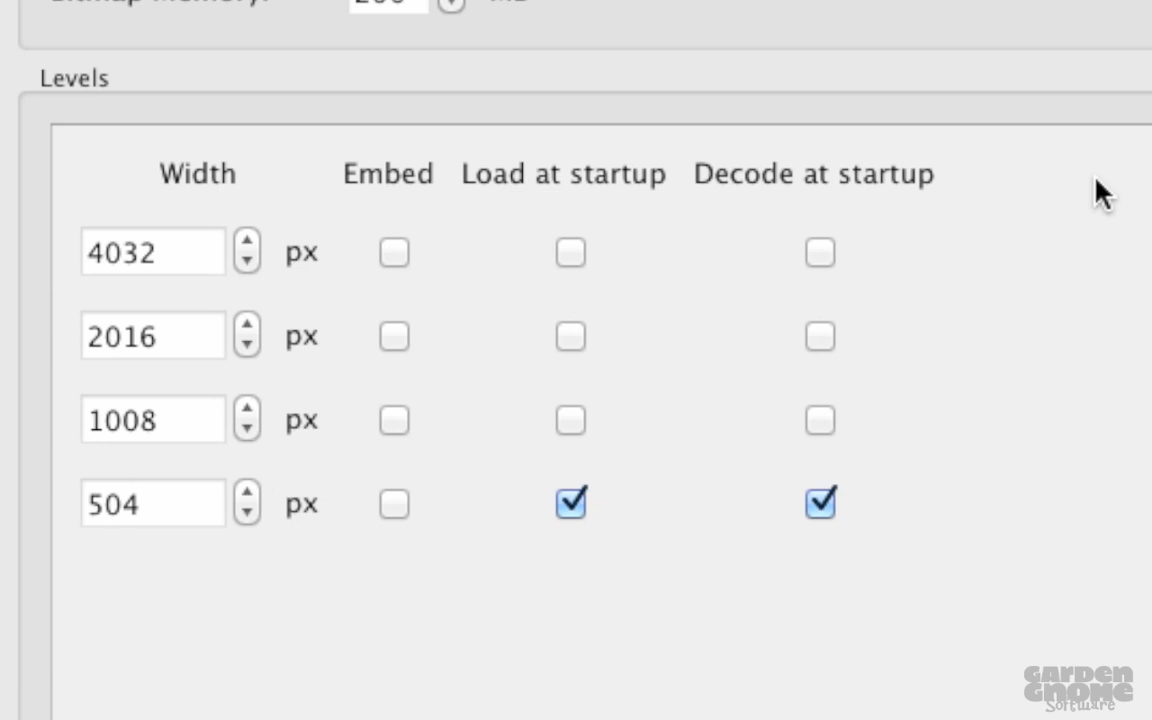 Levels
Width Embed Load at startup Decode at startup
4032 px
2016 px
1008 px
504 px
GARDEN
GNOME
Software